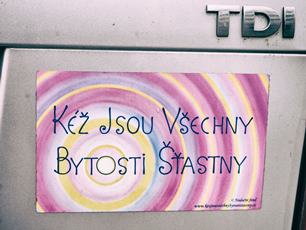 TDI
Kéž Jsou Všechny
Bytosti Šťastny